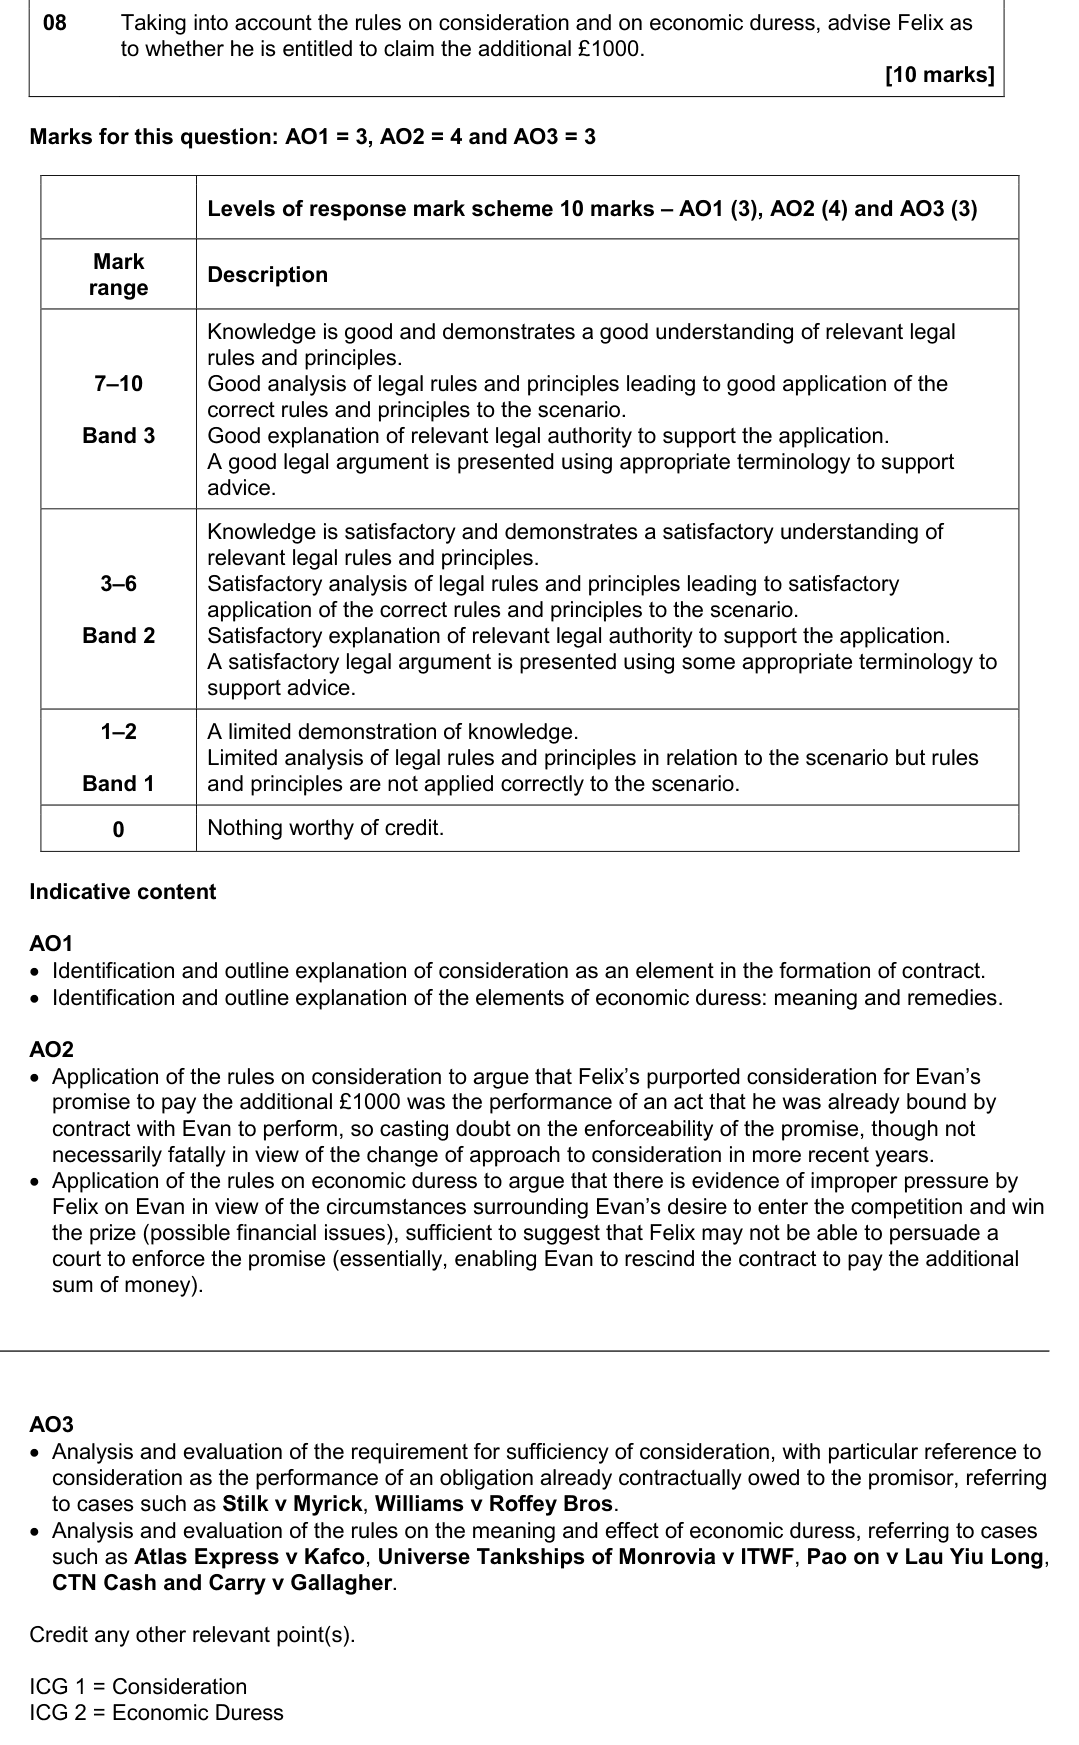 08 Taking into account the rules on consideration and on economic duress, advise Felix as
to whether he is entitled to claim the additional £1000.
[10 marks]
Marks for this question: AO1 = 3, AO2 = 4 and AO3 = 3
Levels of response mark scheme 10 marks – AO1 (3), AO2 (4) and AO3 (3)
Mark
range
Description
7–10
Band 3
Knowledge is good and demonstrates a good understanding of relevant legal
rules and principles.
Good analysis of legal rules and principles leading to good application of the
correct rules and principles to the scenario.
Good explanation of relevant legal authority to support the application.
A good legal argument is presented using appropriate terminology to support
advice.
3–6
Band 2
Knowledge is satisfactory and demonstrates a satisfactory understanding of
relevant legal rules and principles.
Satisfactory analysis of legal rules and principles leading to satisfactory
application of the correct rules and principles to the scenario.
Satisfactory explanation of relevant legal authority to support the application.
A satisfactory legal argument is presented using some appropriate terminology to
support advice.
1–2
Band 1
A limited demonstration of knowledge.
Limited analysis of legal rules and principles in relation to the scenario but rules
and principles are not applied correctly to the scenario.
0
Nothing worthy of credit.
Indicative content
AO1
• Identification and outline explanation of consideration as an element in the formation of contract.
• Identification and outline explanation of the elements of economic duress: meaning and remedies.
AO2
• Application of the rules on consideration to argue that Felix’s purported consideration for Evan’s
promise to pay the additional £1000 was the performance of an act that he was already bound by
contract with Evan to perform, so casting doubt on the enforceability of the promise, though not
necessarily fatally in view of the change of approach to consideration in more recent years.
• Application of the rules on economic duress to argue that there is evidence of improper pressure by
Felix on Evan in view of the circumstances surrounding Evan’s desire to enter the competition and win
the prize (possible financial issues), sufficient to suggest that Felix may not be able to persuade a
court to enforce the promise (essentially, enabling Evan to rescind the contract to pay the additional
sum of money).
AO3
• Analysis and evaluation of the requirement for sufficiency of consideration, with particular reference to
consideration as the performance of an obligation already contractually owed to the promisor, referring
to cases such as Stilk v Myrick, Williams v Roffey Bros.
• Analysis and evaluation of the rules on the meaning and effect of economic duress, referring to cases
such as Atlas Express v Kafco, Universe Tankships of Monrovia v ITWF, Pao on v Lau Yiu Long,
CTN Cash and Carry v Gallagher.
Credit any other relevant point(s).
ICG 1 = Consideration
ICG 2 = Economic Duress